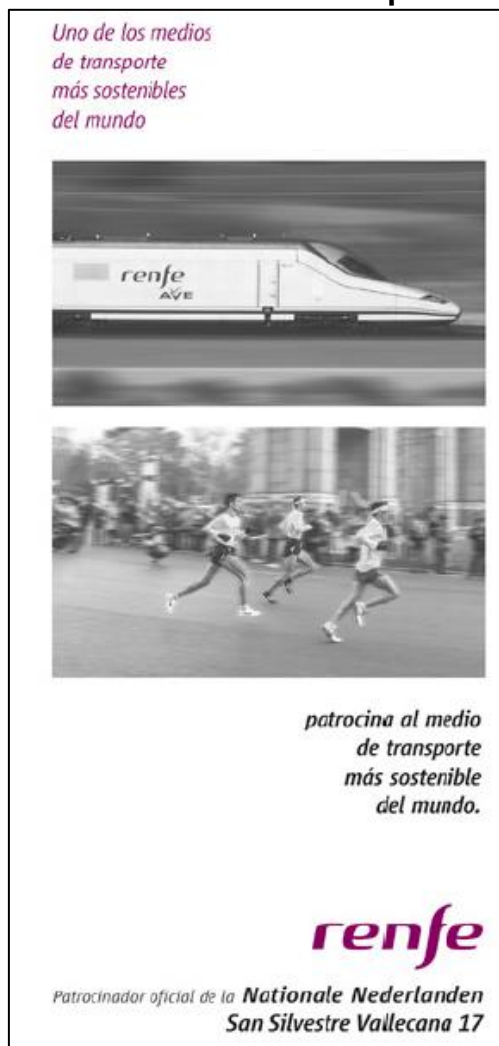 Uno de los medios
de transporte
más sostenibles
del mundo
renfe
AVE
patrocina al medio
de transporte
más sostenible
del mundo.
renfe
Patrocinador oficial de la Nationale Nederlanden
San Silvestre Vallecana 17